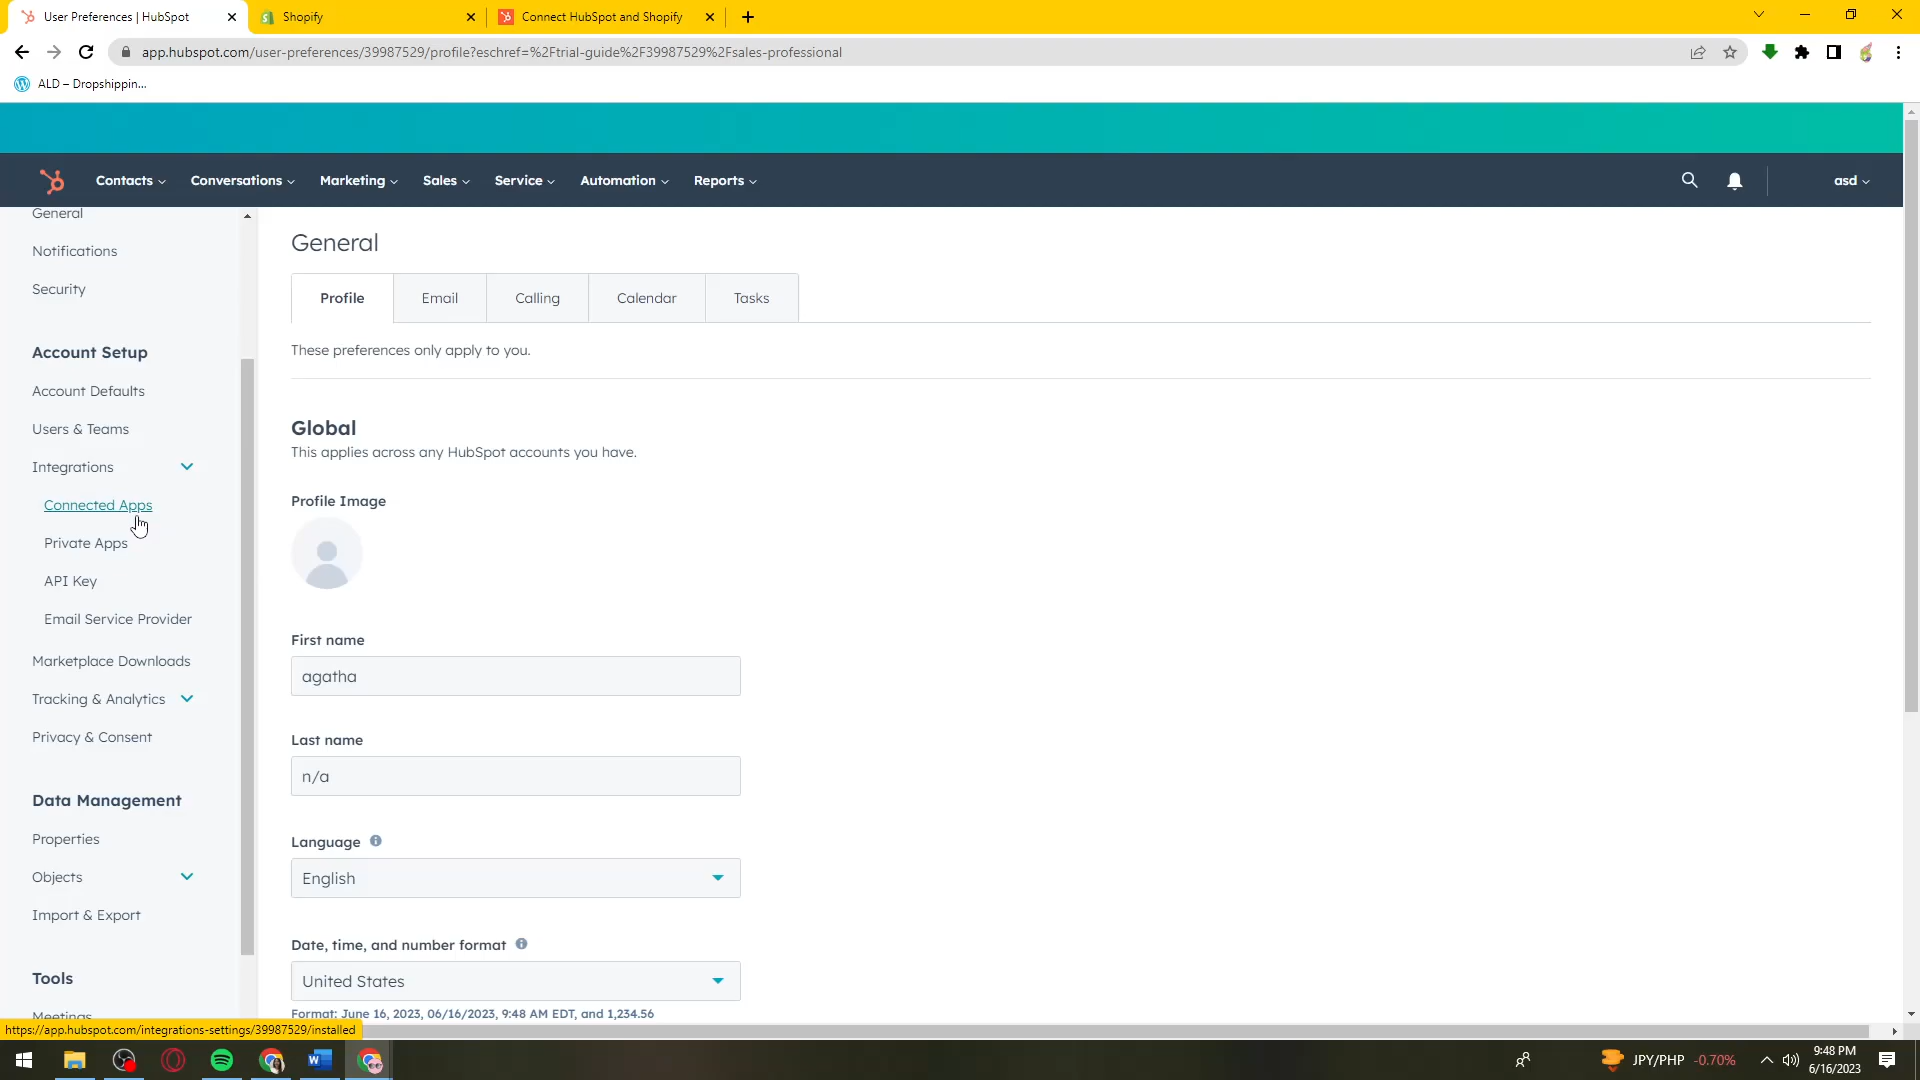 User Preferences | HubSpot
Shopify
Connect HubSpot and Shopify
app.hubspot.com/user-preferences/39987529/profile?eschref=%2Ftrial-guide%2F39987529%2Fsales-professional
ALD – Dropshippin...
Contacts
Conversations
Marketing
Sales
Service
Automation
Reports
asd
General
Notifications
Security
Account Setup
Account Defaults
Users & Teams
Integrations
Connected Apps
Private Apps
API Key
Email Service Provider
Marketplace Downloads
Tracking & Analytics
Privacy & Consent
Data Management
Properties
Objects
Import & Export
Tools
Meetings
General
Profile
Email
Calling
Calendar
Tasks
These preferences only apply to you.
Global
This applies across any HubSpot accounts you have.
Profile Image
First name
agatha
Last name
n/a
Language
English
Date, time, and number format
United States
Format: June 16, 2023, 06/16/2023, 9:48 AM EDT, and 1,234.56
https://app.hubspot.com/integrations-settings/39987529/installed
JPY/PHP -0.70%
9:48 PM
6/16/2023